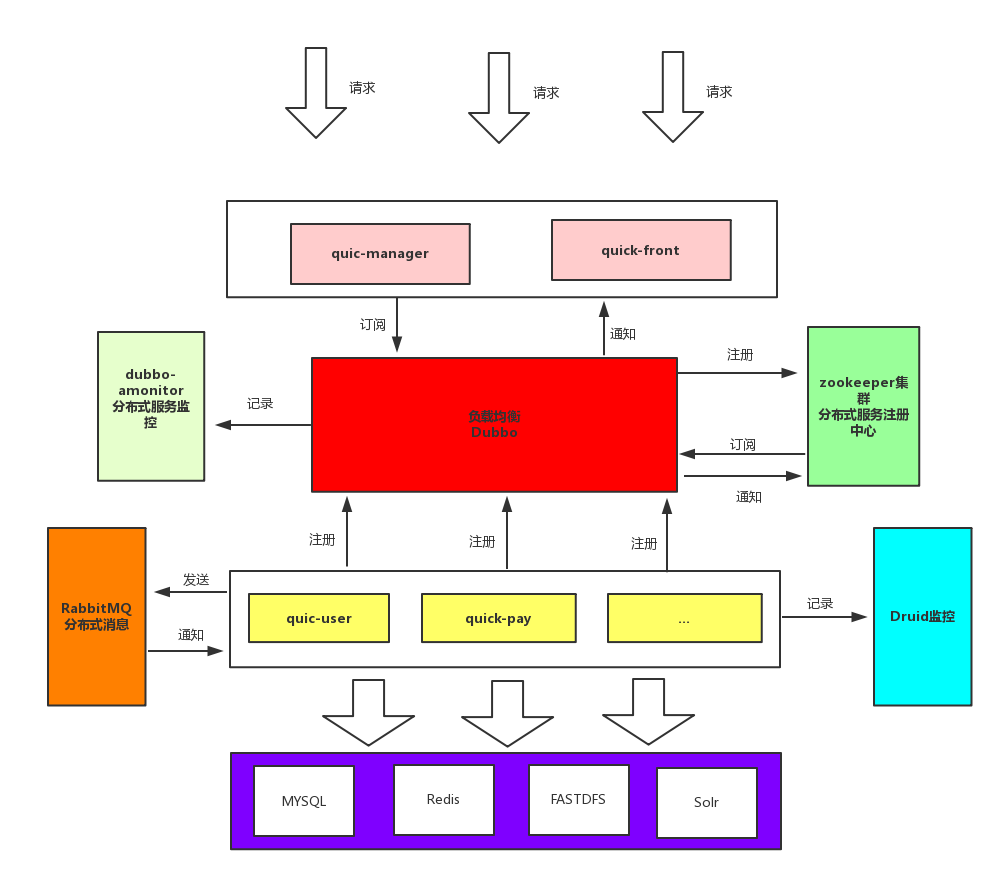 请求
请求
请求
quic-manager
quick-front
订阅
通知
dubbo-
amonitor
分布式服务监
控
记录
负载均衡
Dubbo
注册
订阅
通知
zookeeper集
群
分布式服务注册
中心
注册
注册
注册
RabbitMQ
分布式消息
发送
通知
quic-user
quick-pay
...
记录
Druid监控
MYSQL
Redis
FASTDFS
Solr